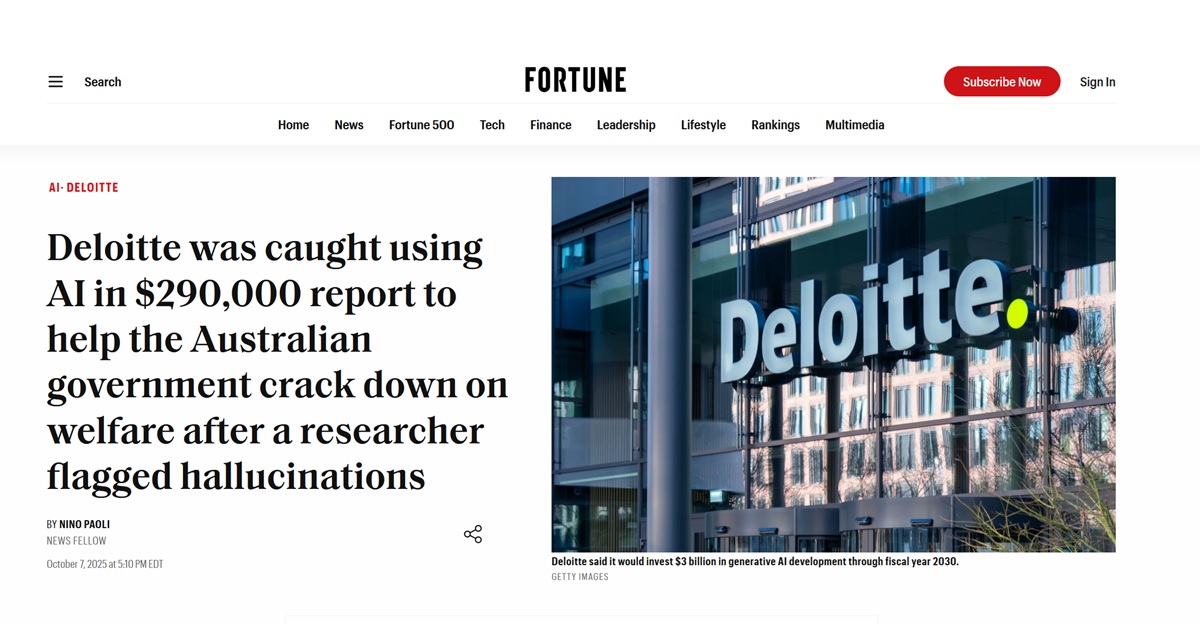 Search
FORTUNE
Subscribe Now
Sign In
Home
News
Fortune 500
Tech
Finance
Leadership
Lifestyle
Rankings
Multimedia
AI· DELOITTE
Deloitte was caught using
AI in $290,000 report to
help the Australian
government crack down on
welfare after a researcher
flagged hallucinations
BY NINO PAOLI
NEWS FELLOW
October 7, 2025 at 5:10 PM EDT
Deloitte.
Deloitte said it would invest $3 billion in generative AI development through fiscal year 2030.
GETTY IMAGES